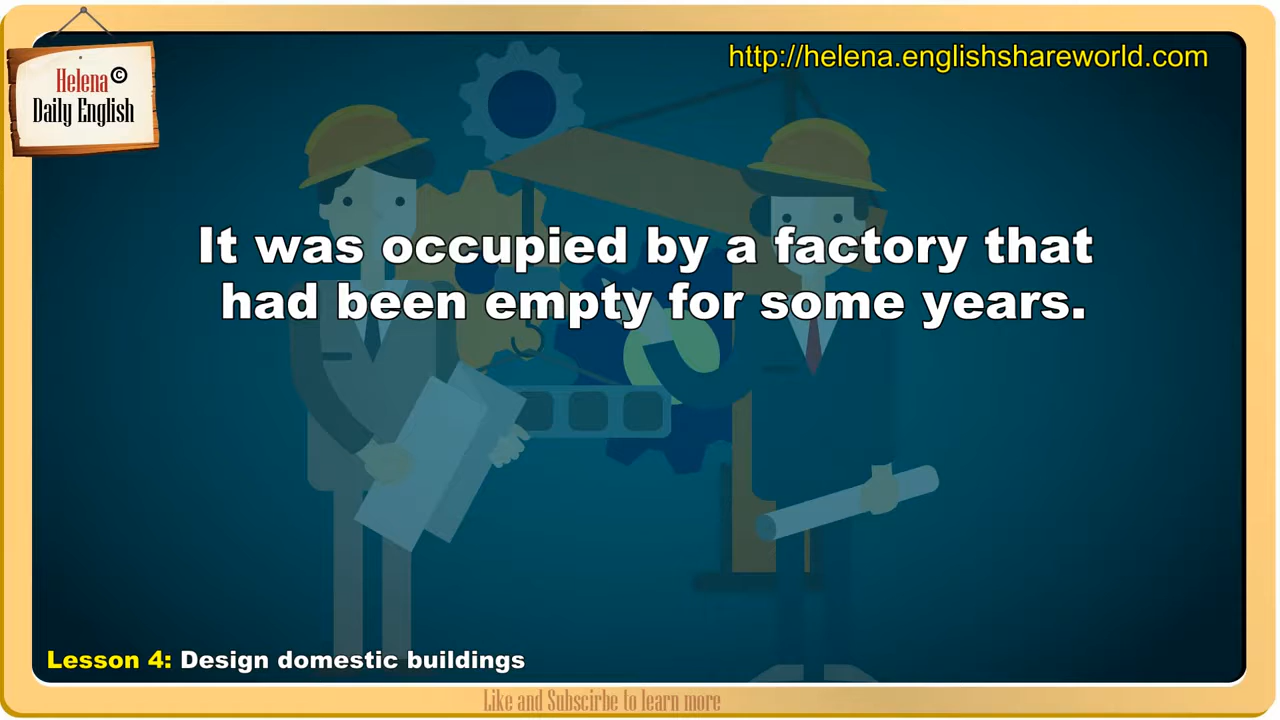 http://helena.englishshareworld.com
Helena ©
Daily English
It was occupied by a factory that
had been empty for some years.
Lesson 4: Design domestic buildings
Like and Subscirbe to learn more